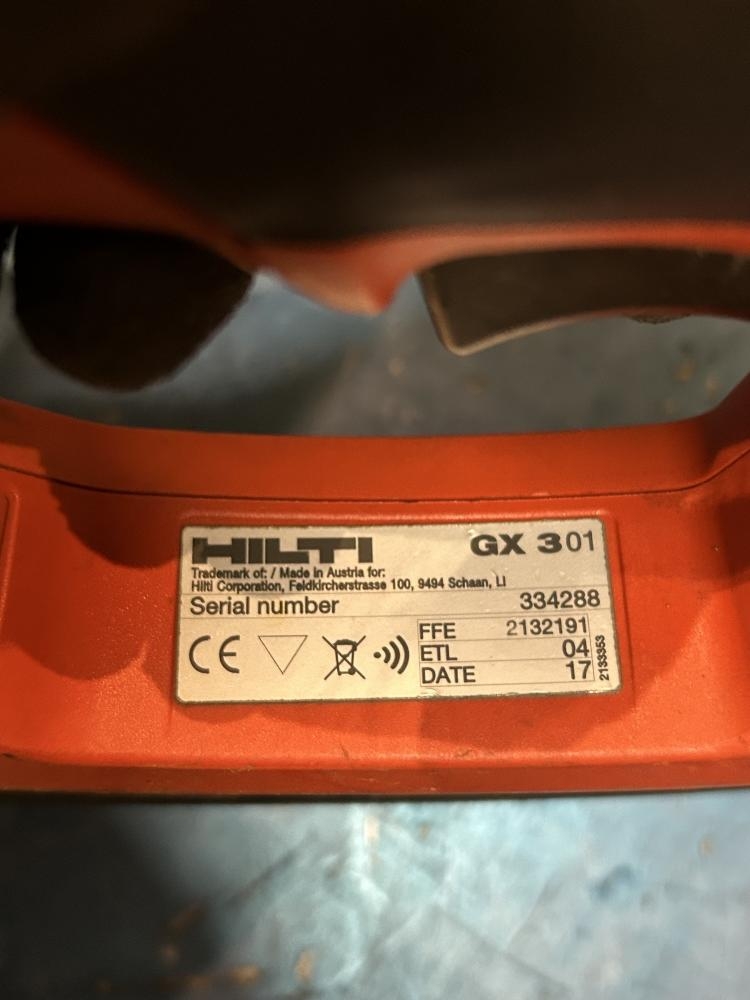 HILTI GX 3 01
Trademark of: / Made in Austria for:
Hilti Corporation, Feldkircherstrasse 100, 9494 Schaan, LI
Serial number 334288
CE
FFE 2132191
ETL 04
DATE 17
2133353